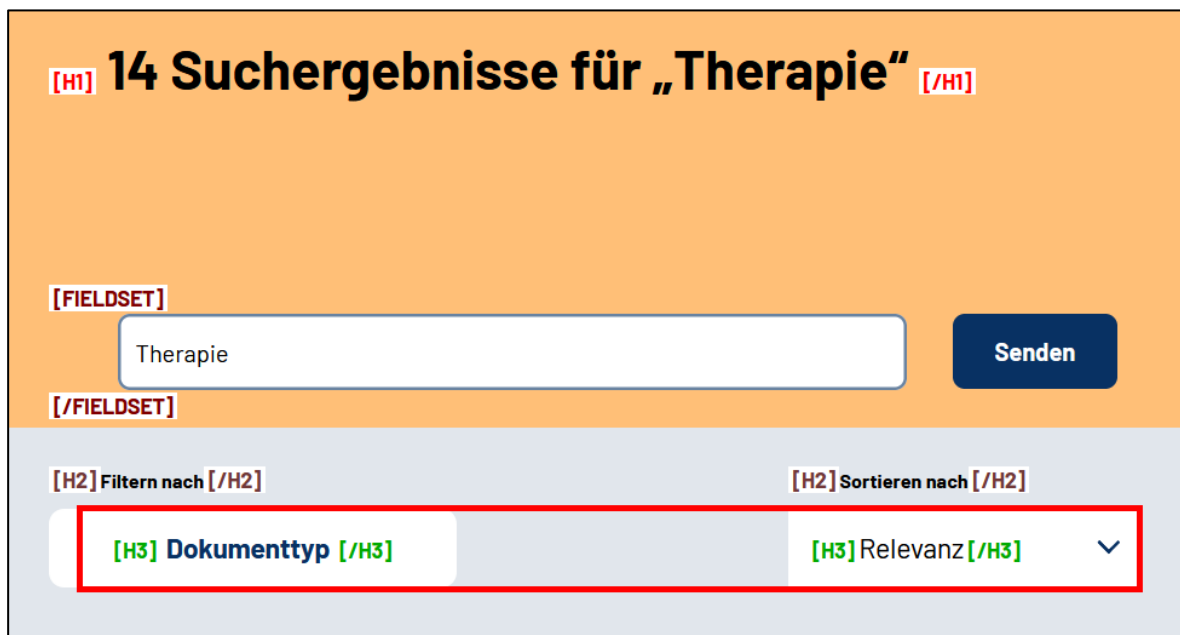 [H1] 14 Suchergebnisse für „Therapie“ [/H1]
[FIELDSET]
Therapie
Senden
[/FIELDSET]
[H2] Filtern nach [/H2] [H2] Sortieren nach [/H2]
[H3] Dokumenttyp [/H3] [H3] Relevanz [/H3]